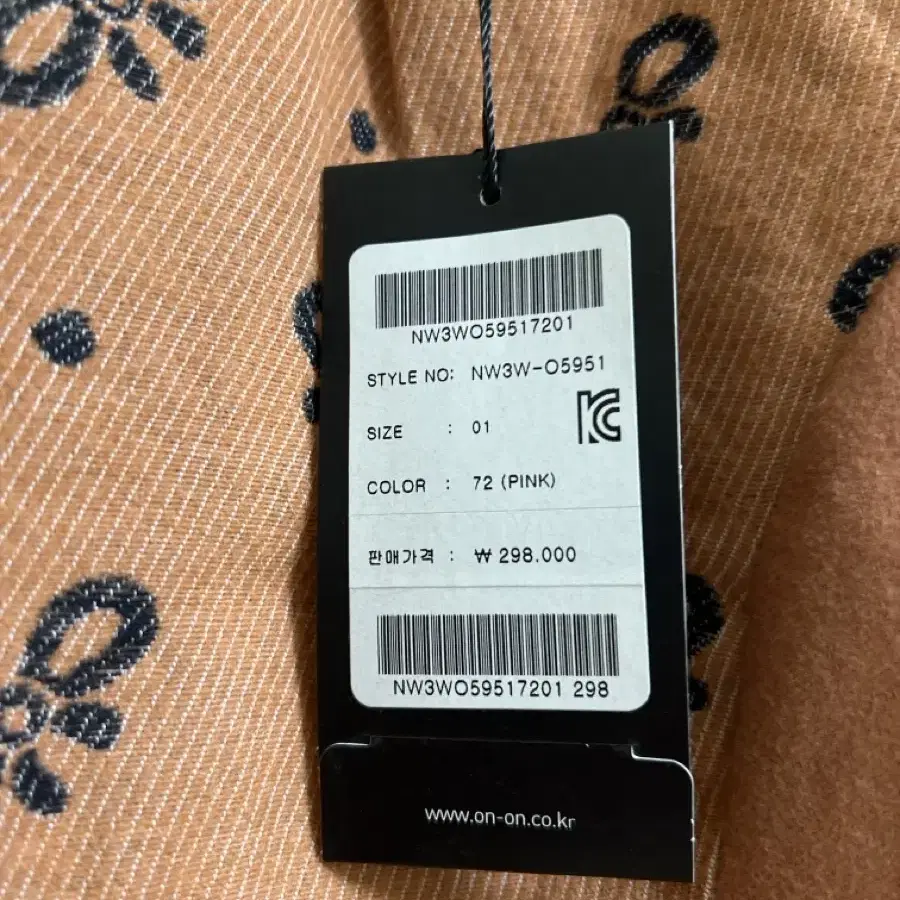 NW3WO59517201
STYLE NO: NW3W-O5951
KC
SIZE : 01
COLOR : 72 (PINK)
판매가격 : ₩ 298.000
NW3WO59517201 298
www.on-on.co.kr